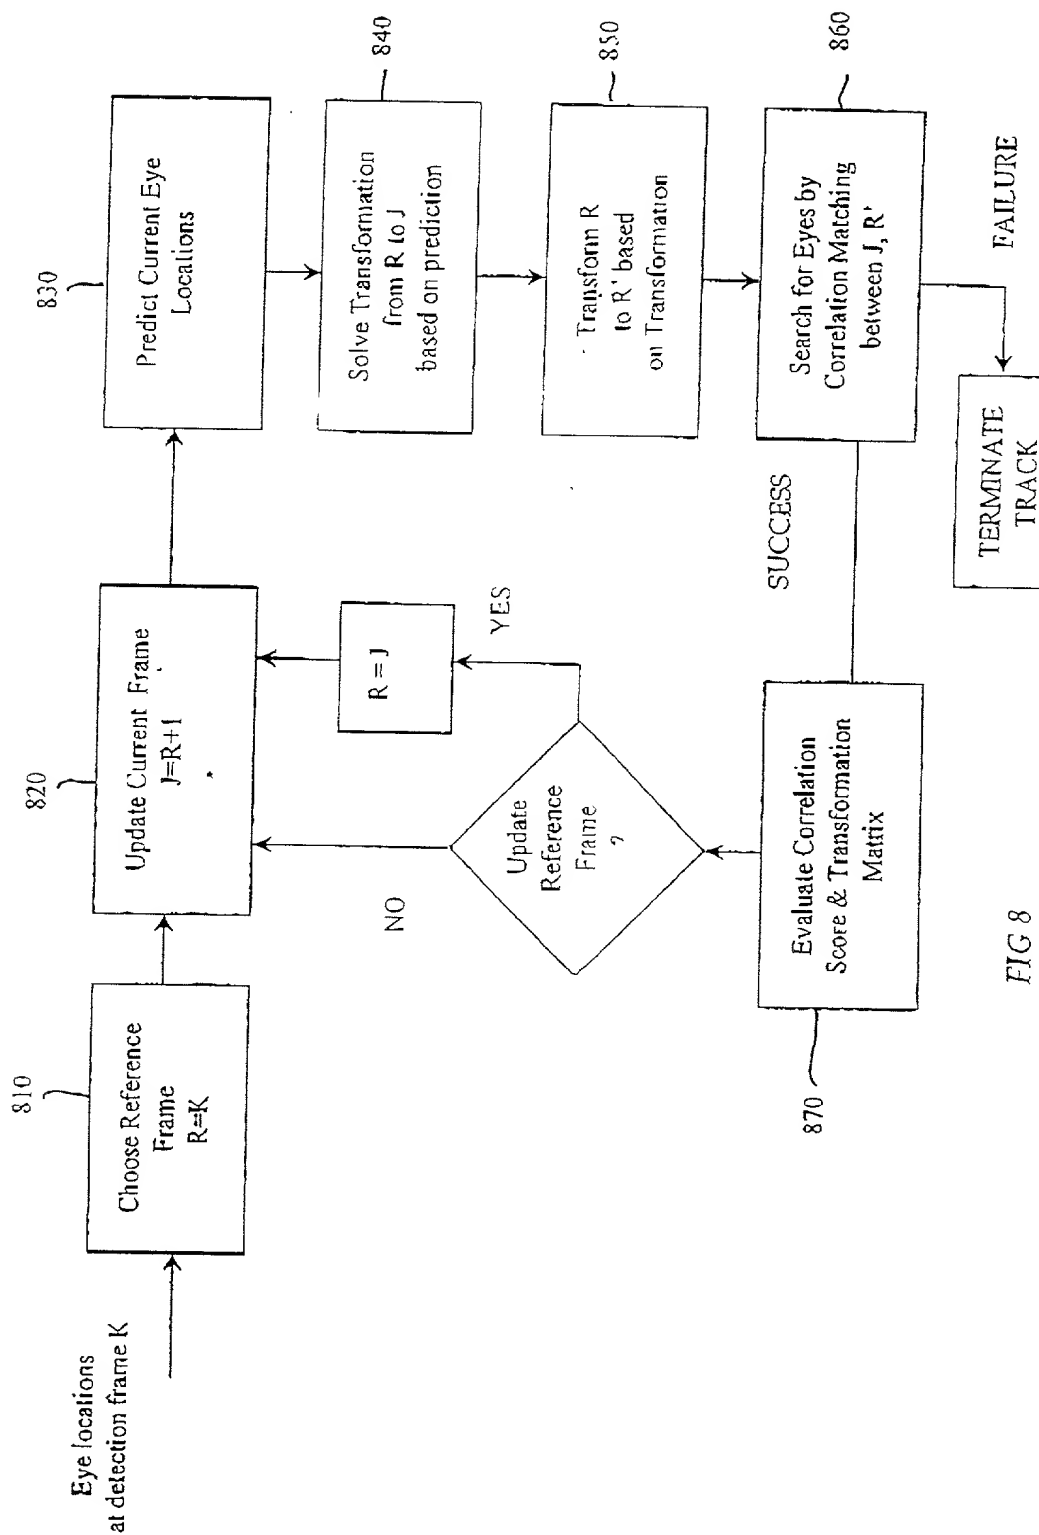 Eye locations
at detection frame K
810
Choose Reference
Frame
R=K
820
Update Current Frame
J=R+1
830
Predict Current Eye
Locations
840
Solve Transformation
from R to J
based on prediction
850
Transform R
to R' based
on Transformation
860
Search for Eyes by
Correlation Matching
between J, R'
FAILURE
TERMINATE
TRACK
SUCCESS
870
Evaluate Correlation
Score & Transformation
Matrix
Update
Reference
Frame
?
NO
YES
R = J
FIG 8